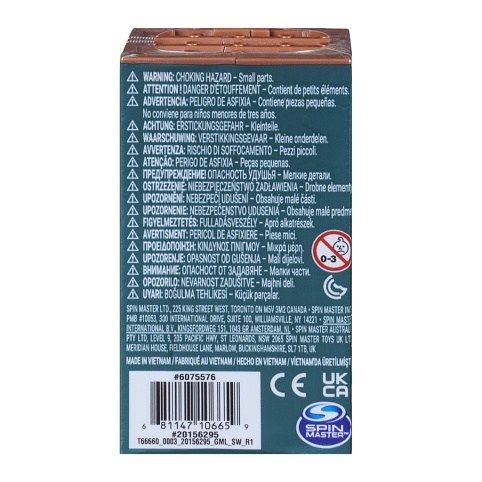 WARNING: CHOKING HAZARD – Small parts.
ATTENTION ! DANGER D'ÉTOUFFEMENT – Contient de petits éléments.
ADVERTENCIA: PELIGRO DE ASFIXIA – Contiene piezas pequeñas.
No conviene para niños menores de tres años.
ACHTUNG: ERSTICKUNGSGEFAHR – Kleinteile.
WAARSCHUWING: VERSTIKKINGSGEVAAR – Kleine onderdelen.
AVVERTENZA: RISCHIO DI SOFFOCAMENTO – Pezzi piccoli.
ATENÇÃO: PERIGO DE ASFIXIA – Peças pequenas.
ПРЕДУПРЕЖДЕНИЕ! ОПАСНОСТЬ УДУШЬЯ – Мелкие детали.
OSTRZEŻENIE: NIEBEZPIECZEŃSTWO ZADŁAWIENIA – Drobne elementy
UPOZORNĚNÍ: NEBEZPEČÍ UDUŠENÍ – Obsahuje malé části.
UPOZORNENIE: NEBEZPEČENSTVO UDUSENIA – Obsahuje malé predme
FIGYELMEZTETÉS: FULLADÁSVESZÉLY – Apró alkatrészek.
AVERTISMENT: PERICOL DE ASFIXIERE – Piese mici.
ΠΡΟΕΙΔΟΠΟΙΗΣΗ: ΚΙΝΔΥΝΟΣ ΠΝΙΓΜΟΥ – Μικρά μέρη.
UPOZORENJE: OPASNOST OD GUŠENJA – Mali dijelovi.
ВНИМАНИЕ: ОПАСНОСТ ОТ ЗАДАВЯНЕ – Малки части.
OPOZORILO: NEVARNOST ZADUŠITVE – Majhni deli.
UYARI: BOĞULMA TEHLİKESİ – Küçük parçalar.
0-3
SPIN MASTER LTD., 225 KING STREET WEST, TORONTO ON M5V 3M2 CANADA • SPIN MASTER IN
PMB #10053, 300 INTERNATIONAL DRIVE, SUITE 100, WILLIAMSVILLE, NY 14221 • SPIN MAST
INTERNATIONAL B.V., KINGSFORDWEG 151, 1043 GR AMSTERDAM, NL • SPIN MASTER AUSTRAL
PTY LTD, LEVEL 9, 235 PACIFIC HWY, ST LEONARDS, NSW 2065 SPIN MASTER TOYS UK LT
MERIDIAN HOUSE, FIELDHOUSE LANE, MARLOW, BUCKINGHAMSHIRE, SL7 1TB, UK
MADE IN VIETNAM / FABRIQUÉ AU VIETNAM / HECHO EN VIETNAM / VİETNAM'DA ÜRETİLMİŞT
#6075576
6 81147 10665 9
#20156295
T66660_0003_20156295_GML_SW_R1
CE
UK
CA
SPIN
MASTER™